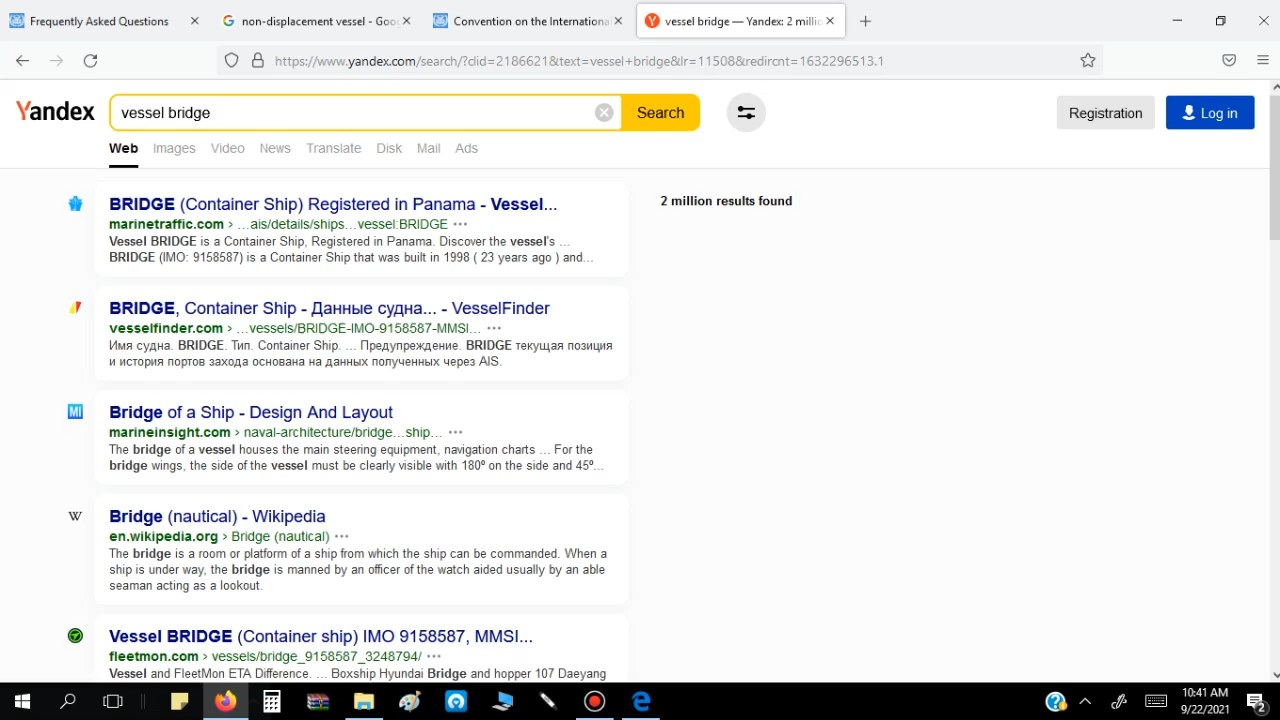 Frequently Asked Questions
non-displacement vessel - Goo
Convention on the Internationa
vessel bridge — Yandex: 2 millio
https://www.yandex.com/search/?clid=2186621&text=vessel+bridge&lr=11508&redircnt=1632296513.1
Yandex
vessel bridge
Search
Registration
Log in
Web Images Video News Translate Disk Mail Ads
BRIDGE (Container Ship) Registered in Panama - Vessel...
marinetraffic.com › ...ais/details/ships...vessel:BRIDGE ···
Vessel BRIDGE is a Container Ship, Registered in Panama. Discover the vessel's ...
BRIDGE (IMO: 9158587) is a Container Ship that was built in 1998 ( 23 years ago ) and...
2 million results found
BRIDGE, Container Ship - Данные судна... - VesselFinder
vesselfinder.com › ...vessels/BRIDGE-IMO-9158587-MMSI... ···
Имя судна. BRIDGE. Тип. Container Ship. ... Предупреждение. BRIDGE текущая позиция
и история портов захода основана на данных полученных через AIS.
MI
Bridge of a Ship - Design And Layout
marineinsight.com › naval-architecture/bridge...ship... ···
The bridge of a vessel houses the main steering equipment, navigation charts ... For the
bridge wings, the side of the vessel must be clearly visible with 180º on the side and 45º...
W
Bridge (nautical) - Wikipedia
en.wikipedia.org › Bridge (nautical) ···
The bridge is a room or platform of a ship from which the ship can be commanded. When a
ship is under way, the bridge is manned by an officer of the watch aided usually by an able
seaman acting as a lookout.
Vessel BRIDGE (Container ship) IMO 9158587, MMSI...
fleetmon.com › vessels/bridge_9158587_3248794/ ···
Vessel and FleetMon ETA Difference. ... Boxship Hyundai Bridge and hopper 107 Daeyang
10:41 AM
9/22/2021
2